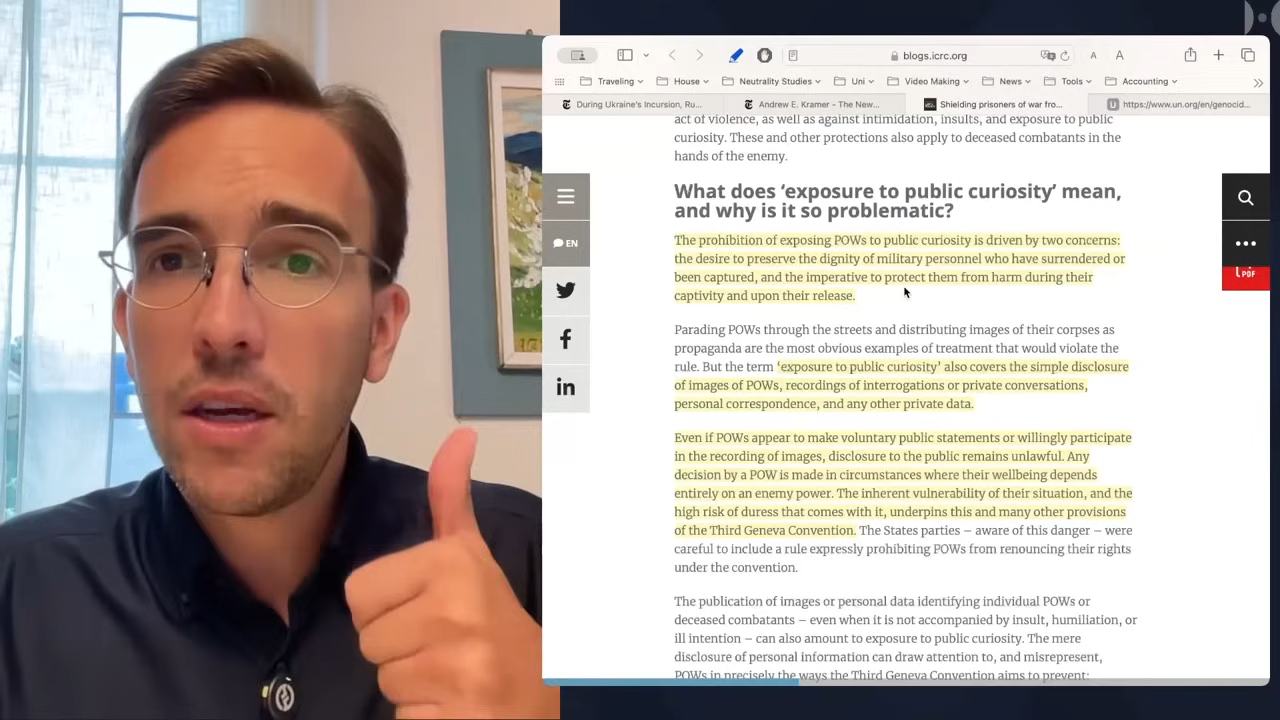 blogs.icrc.org
A A
Traveling House Neutrality Studies Uni Video Making News Tools Accounting
During Ukraine's Incursion, Ru... Andrew E. Kramer - The New... Shielding prisoners of war fro... https://www.un.org/en/genocid...
act of violence, as well as against intimidation, insults, and exposure to public
curiosity. These and other protections also apply to deceased combatants in the
hands of the enemy.
What does ‘exposure to public curiosity’ mean,
and why is it so problematic?
EN
PDF
The prohibition of exposing POWs to public curiosity is driven by two concerns:
the desire to preserve the dignity of military personnel who have surrendered or
been captured, and the imperative to protect them from harm during their
captivity and upon their release.
Parading POWs through the streets and distributing images of their corpses as
propaganda are the most obvious examples of treatment that would violate the
rule. But the term ‘exposure to public curiosity’ also covers the simple disclosure
of images of POWs, recordings of interrogations or private conversations,
personal correspondence, and any other private data.
Even if POWs appear to make voluntary public statements or willingly participate
in the recording of images, disclosure to the public remains unlawful. Any
decision by a POW is made in circumstances where their wellbeing depends
entirely on an enemy power. The inherent vulnerability of their situation, and the
high risk of duress that comes with it, underpins this and many other provisions
of the Third Geneva Convention. The States parties – aware of this danger – were
careful to include a rule expressly prohibiting POWs from renouncing their rights
under the convention.
The publication of images or personal data identifying individual POWs or
deceased combatants – even when it is not accompanied by insult, humiliation, or
ill intention – can also amount to exposure to public curiosity. The mere
disclosure of personal information can draw attention to, and misrepresent,
POWs in precisely the ways the Third Geneva Convention aims to prevent: